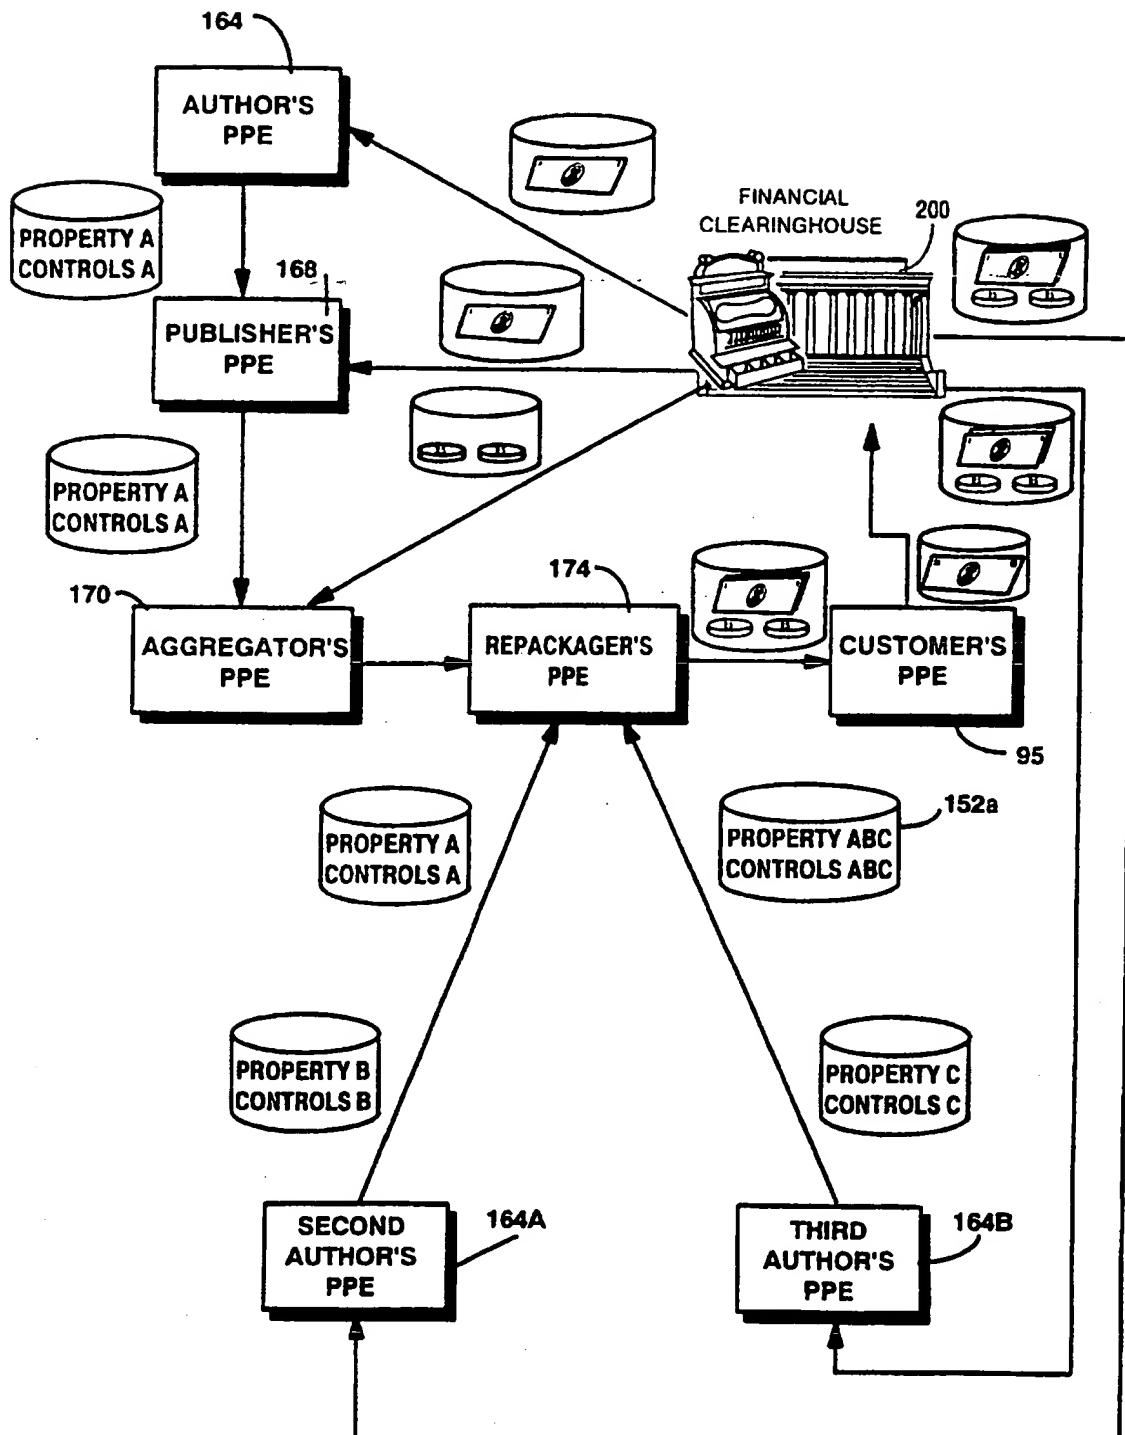 164
AUTHOR'S
PPE
PROPERTY A
CONTROLS A
FINANCIAL
CLEARINGHOUSE
200
168
PUBLISHER'S
PPE
PROPERTY A
CONTROLS A
170
AGGREGATOR'S
PPE
174
REPACKAGER'S
PPE
CUSTOMER'S
PPE
95
PROPERTY A
CONTROLS A
PROPERTY ABC
CONTROLS ABC
152a
PROPERTY B
CONTROLS B
PROPERTY C
CONTROLS C
SECOND
AUTHOR'S
PPE
164A
THIRD
AUTHOR'S
PPE
164B